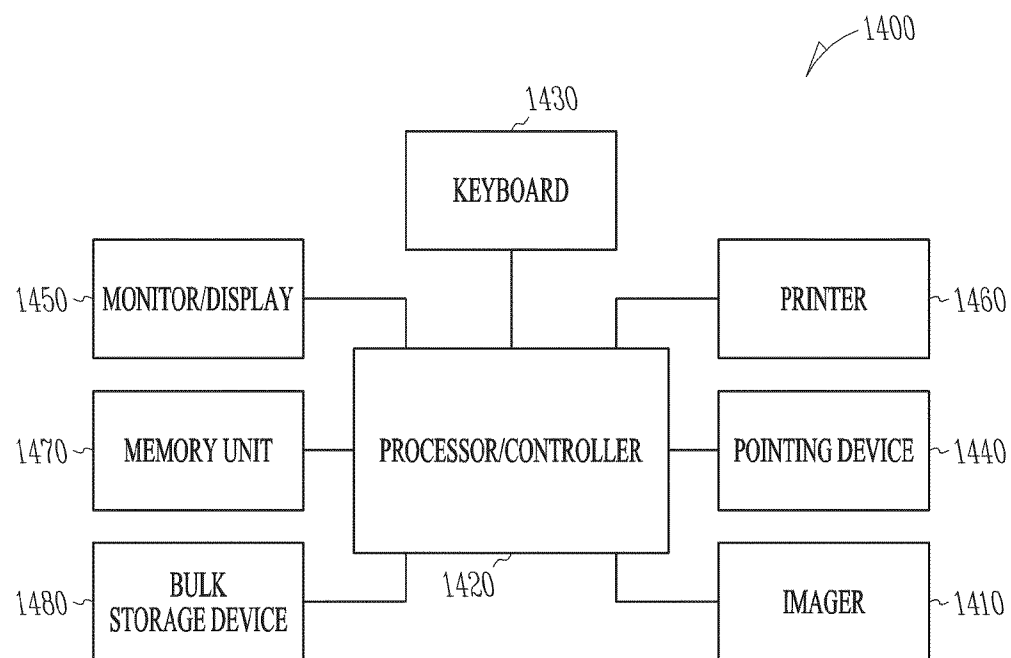 1400
1430
KEYBOARD
1450
MONITOR/DISPLAY
PRINTER
1460
1470
MEMORY UNIT
PROCESSOR/CONTROLLER
POINTING DEVICE
1440
1420
1480
BULK
STORAGE DEVICE
IMAGER
1410